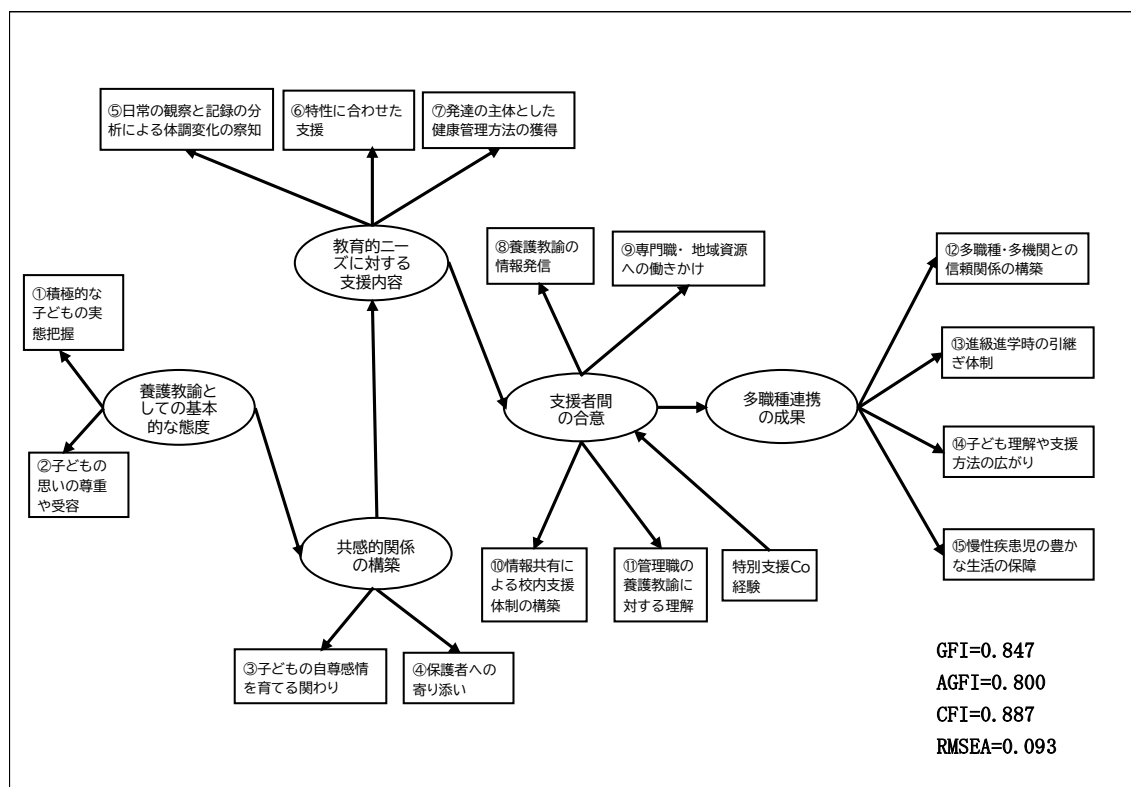 ⑤日常の観察と記録の分
析による体調変化の察知
⑥特性に合わせた
支援
⑦発達の主体とした
健康管理方法の獲得
教育的ニー
ズに対する
支援内容
⑧養護教諭の
情報発信
⑨専門職・地域資源
への働きかけ
⑫多職種・多機関との
信頼関係の構築
①積極的な
子どもの実
態把握
⑬進級進学時の引継
ぎ体制
養護教諭と
しての基本
的な態度
支援者間
の合意
多職種連携
の成果
⑭子ども理解や支援
方法の広がり
②子どもの
思いの尊重
や受容
共感的関係
の構築
⑩情報共有に
よる校内支援
体制の構築
⑪管理職の
養護教諭に
対する理解
特別支援Co
経験
⑮慢性疾患児の豊か
な生活の保障
③子どもの自尊感情
を育てる関わり
④保護者への
寄り添い
GFI=0.847
AGFI=0.800
CFI=0.887
RMSEA=0.093